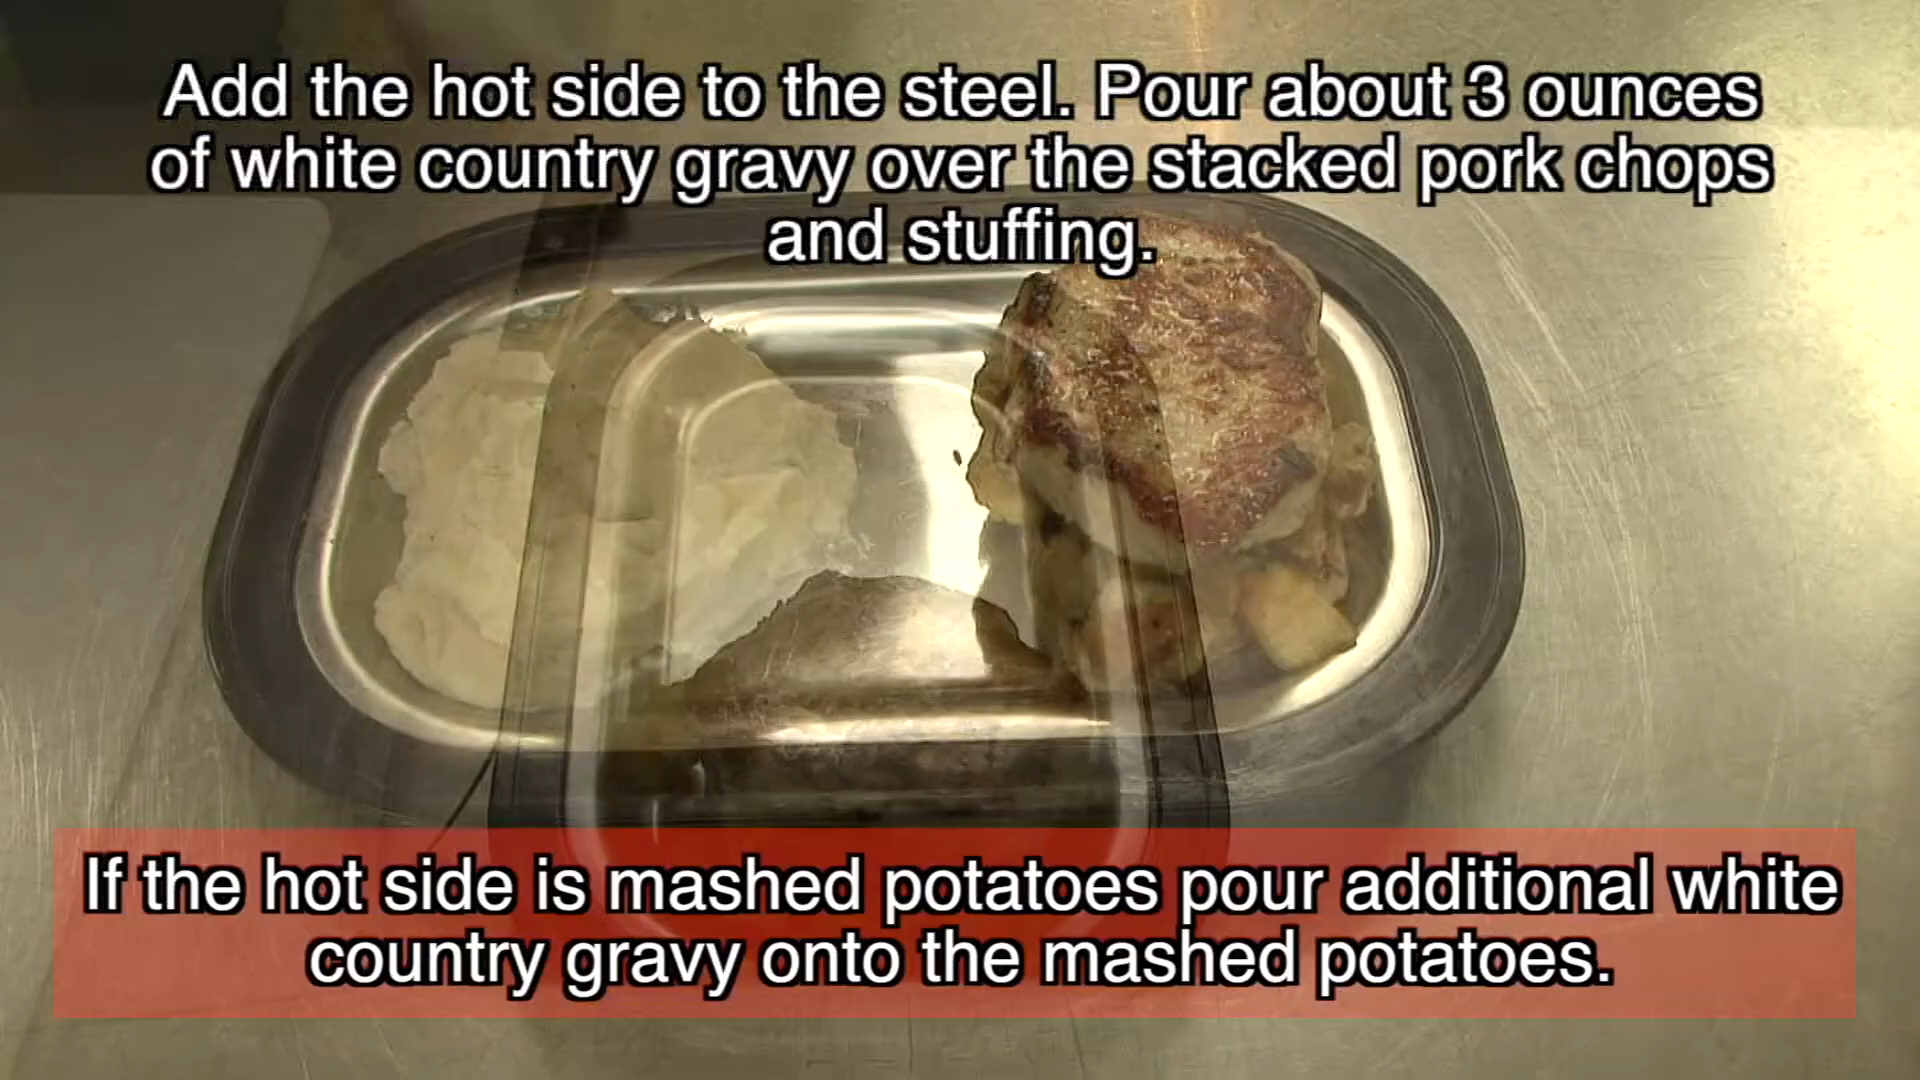 Add the hot side to the steel. Pour about 3 ounces
of white country gravy over the stacked pork chops
and stuffing.
If the hot side is mashed potatoes pour additional white
country gravy onto the mashed potatoes.